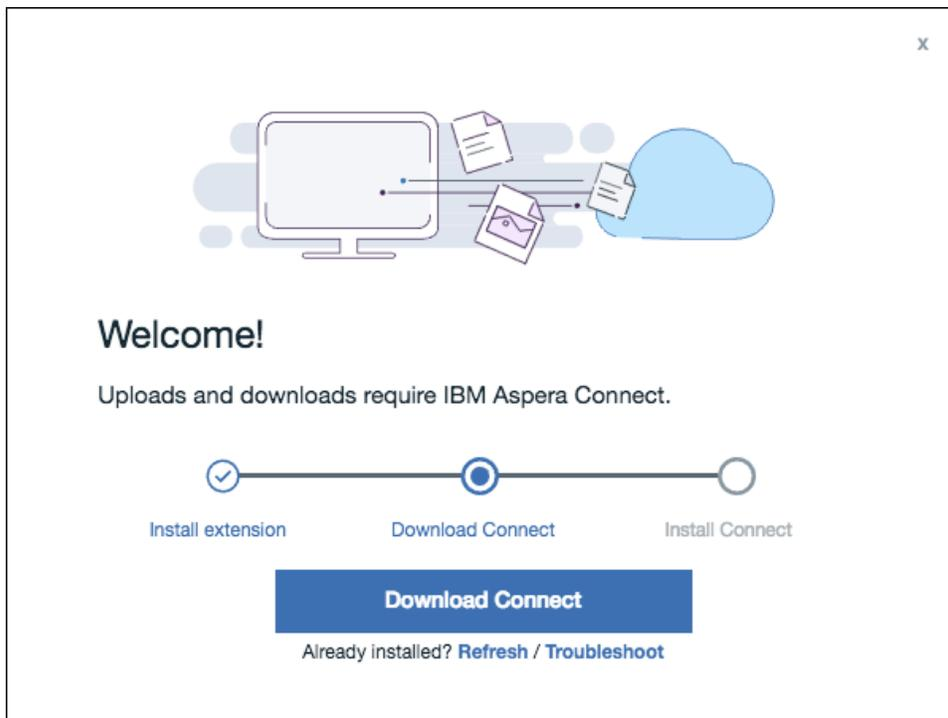 x
Welcome!
Uploads and downloads require IBM Aspera Connect.
Install extension
Download Connect
Install Connect
Download Connect
Already installed? Refresh / Troubleshoot